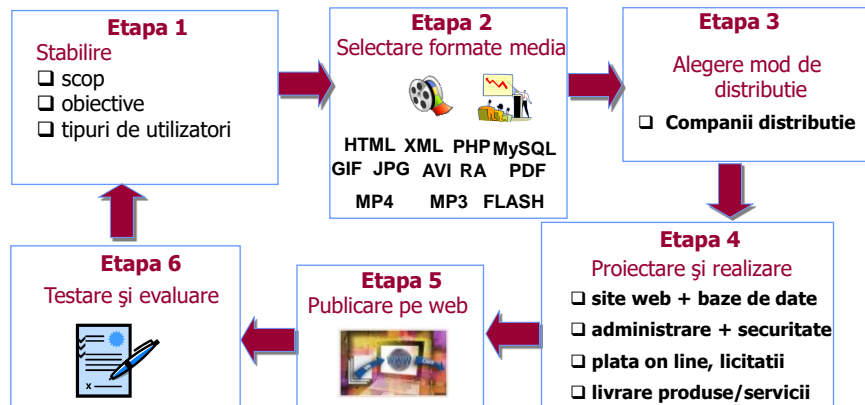 Etapa 1
Stabilire
❑ scop
❑ obiective
❑ tipuri de utilizatori
Etapa 2
Selectare formate media
HTML XML PHP MySQL
GIF JPG AVI RA PDF
MP4 MP3 FLASH
Etapa 3
Alegere mod de
distributie
❑ Companii distributie
Etapa 4
Proiectare şi realizare
❑ site web + baze de date
❑ administrare + securitate
❑ plata on line, licitatii
❑ livrare produse/servicii
Etapa 5
Publicare pe web
Etapa 6
Testare şi evaluare